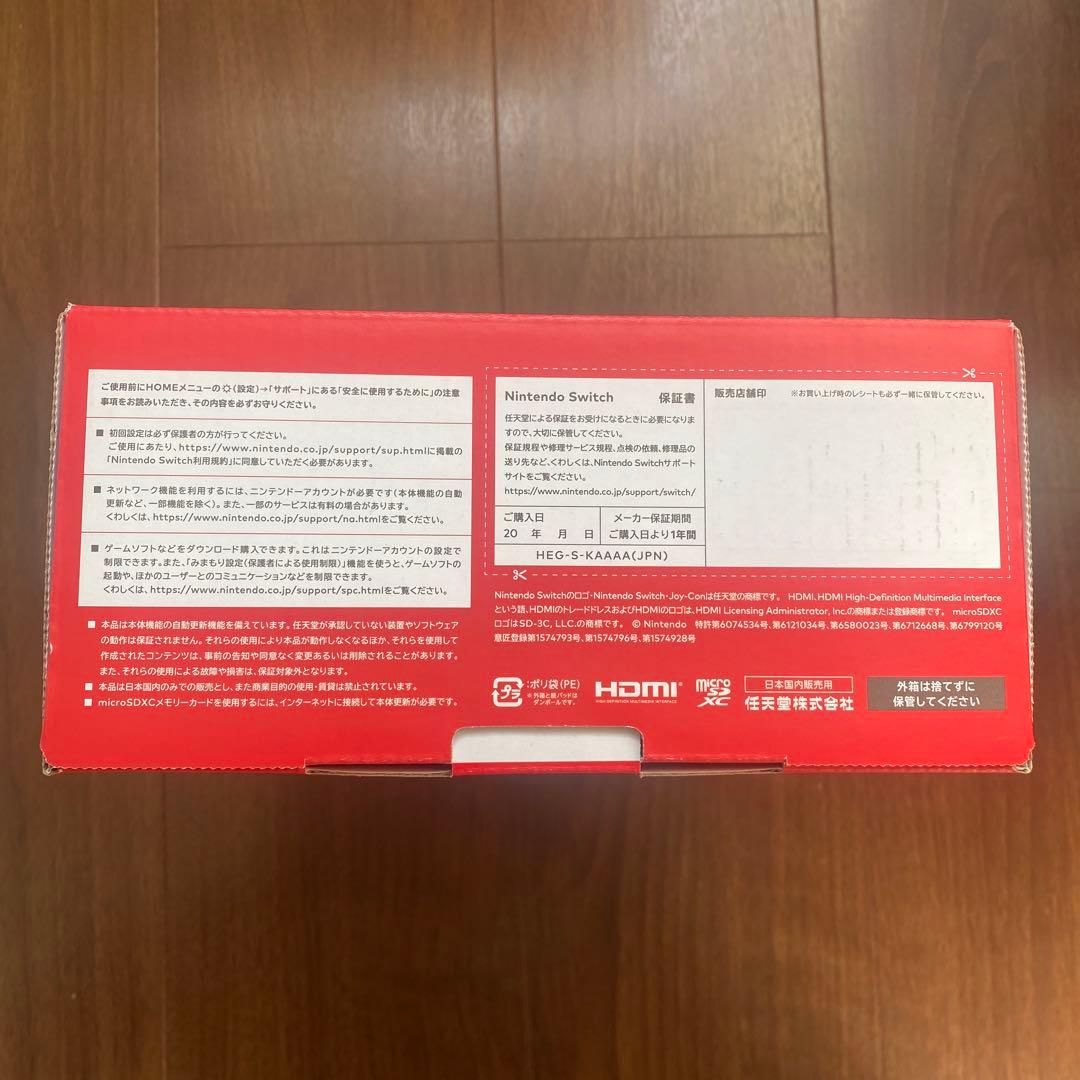 ご使用前にHOMEメニューの(設定)→「サポート」にある「安全に使用するために」の注意
事項をお読みいただき、その内容を必ずお守りください。
■ 初回設定は必ず保護者の方が行ってください。
ご使用にあたり、https://www.nintendo.co.jp/support/sup.htmlに掲載の
「Nintendo Switch利用規約」に同意していただく必要があります。
■ ネットワーク機能を利用するには、ニンテンドーアカウントが必要です(本体機能の自動
更新など、一部機能を除く)。また、一部のサービスは有料の場合があります。
くわしくは、https://www.nintendo.co.jp/support/na.htmlをご覧ください。
■ ゲームソフトなどをダウンロード購入できます。これはニンテンドーアカウントの設定で
制限できます。また、「みまもり設定(保護者による使用制限)」機能を使うと、ゲームソフトの
起動や、ほかのユーザーとのコミュニケーションなどを制限できます。
くわしくは、https://www.nintendo.co.jp/support/spc.htmlをご覧ください。
■ 本品は本体機能の自動更新機能を備えています。任天堂が承認していない装置やソフトウェア
の動作は保証されません。それらの使用により本品が動作しなくなるほか、それらを使用して
作成されたコンテンツは、事前の告知や同意なく変更あるいは削除されることがあります。
また、それらの使用による故障や損害は、保証対象外となります。
■ 本品は日本国内のみでの販売とし、また商業目的の使用・賃貸は禁止されています。
■ microSDXCメモリーカードを使用するには、インターネットに接続して本体更新が必要です。
Nintendo Switch 保証書
任天堂による保証をお受けになるときに必要になりま
すので、大切に保管してください。
保証規程や修理サービス規程、点検の依頼、修理品の
送り先など、くわしくは、Nintendo Switchサポート
サイトをご覧ください。
https://www.nintendo.co.jp/support/switch/
ご購入日
20 年 月 日
メーカー保証期間
ご購入日より1年間
HEG-S-KAAAA(JPN)
販売店舗印 ※お買い上げ時のレシートも必ず一緒に保管してください。
Nintendo Switchのロゴ・Nintendo Switch・Joy-Conは任天堂の商標です。 HDMI、HDMI High-Definition Multimedia Interface
という語、HDMIのトレードドレスおよびHDMIのロゴは、HDMI Licensing Administrator, Inc.の商標または登録商標です。 microSDXC
ロゴはSD-3C, LLC.の商標です。 © Nintendo 特許第6074534号、第6121034号、第6580023号、第6712668号、第6799120号
意匠登録第1574793号、第1574796号、第1574928号
プラ
:ポリ袋(PE)
※外箱と紙パッドは
ダンボールです。
HDMI
HIGH-DEFINITION MULTIMEDIA INTERFACE
micro SD XC
日本国内販売用
任天堂株式会社
外箱は捨てずに
保管してください